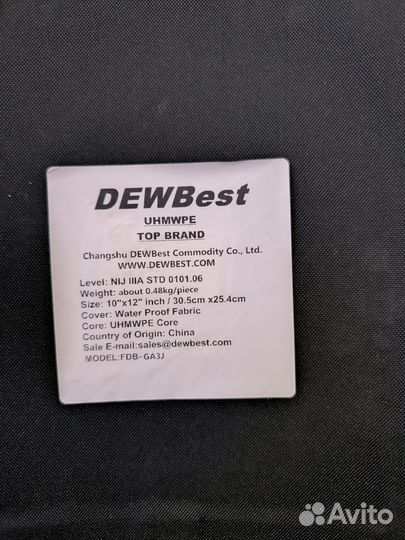 DEWBest
UHMWPE
TOP BRAND
Changshu DEWBest Commodity Co., Ltd.
WWW.DEWBEST.COM
Level: NIJ IIIA STD 0101.06
Weight: about 0.48kg/piece
Size: 10"x12" inch / 30.5cm x25.4cm
Cover: Water Proof Fabric
Core: UHMWPE Core
Country of Origin: China
Sale E-mail:sales@dewbest.com
MODEL:FDB-GA3J
Avito